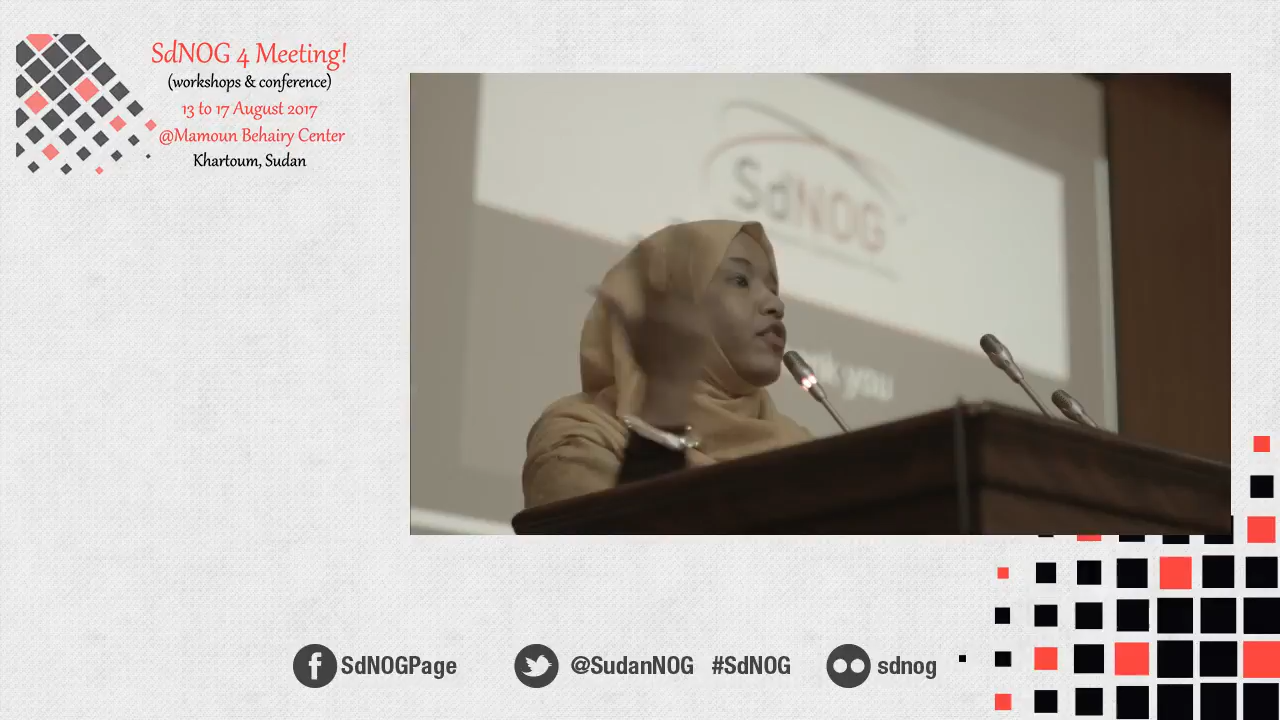 SdNOG 4 Meeting!
(workshops & conference)
13 to 17 August 2017
@Mamoun Behairy Center
Khartoum, Sudan
SdNOG
you
SdNOGPage
@SudanNOG #SdNOG
sdnog